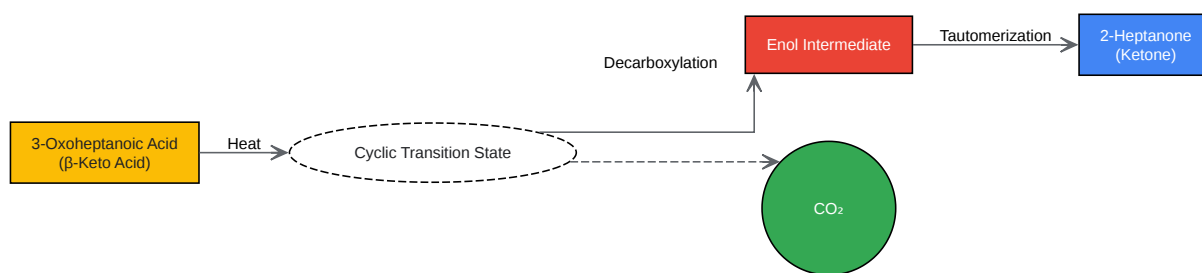 3-Oxoheptanoic Acid
(β-Keto Acid)
Heat
Cyclic Transition State
Decarboxylation
Enol Intermediate
Tautomerization
2-Heptanone
(Ketone)
CO₂